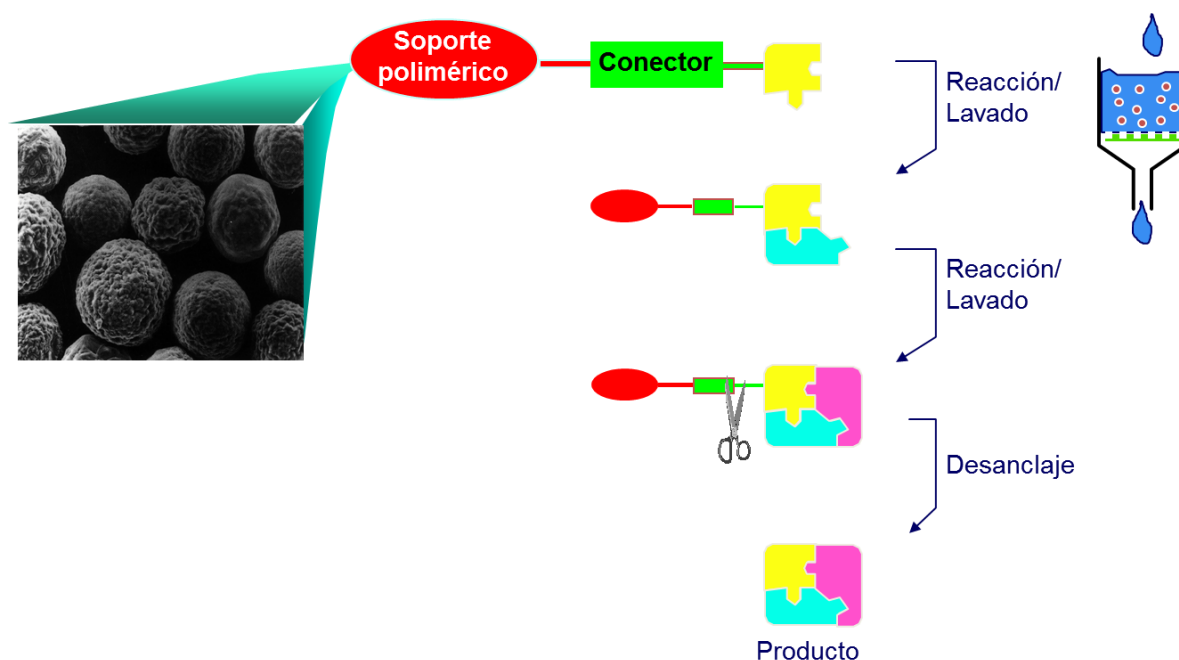 Soporte
polimérico
Conector
Reacción/
Lavado
Reacción/
Lavado
Desanclaje
Producto